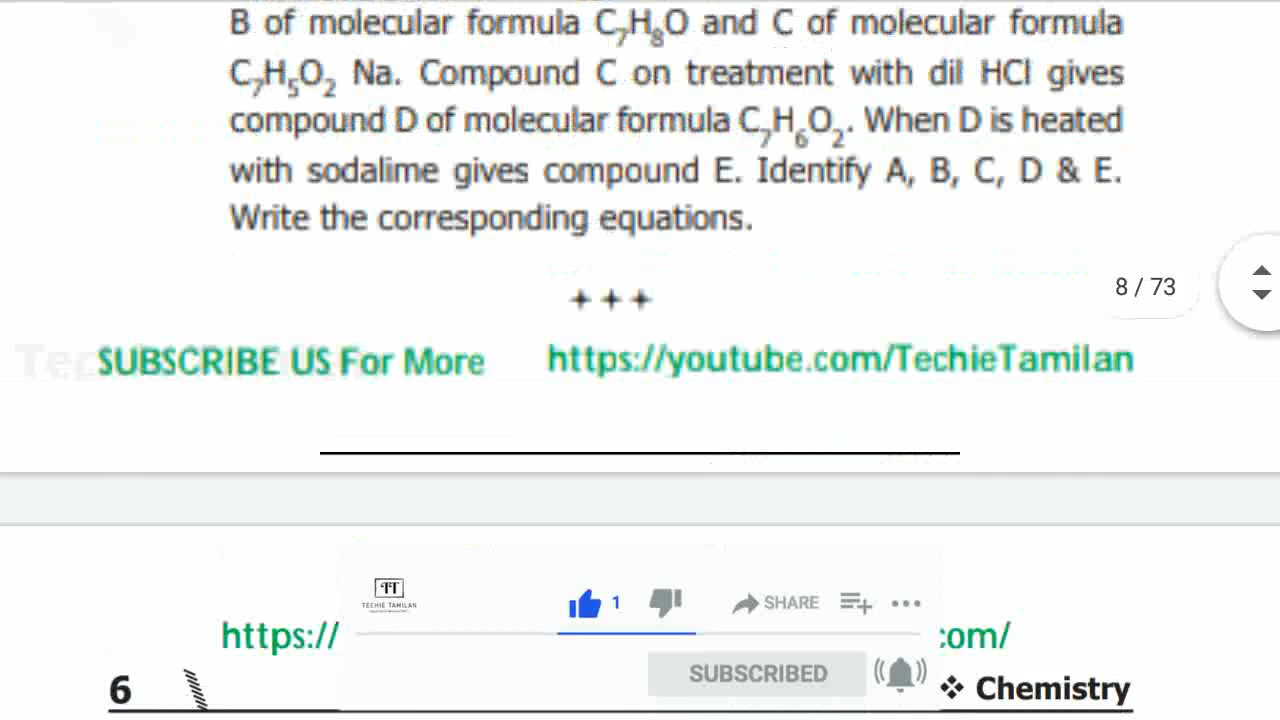 B of molecular formula C₇H₈O and C of molecular formula
C₇H₅O₂ Na. Compound C on treatment with dil HCl gives
compound D of molecular formula C₇H₆O₂. When D is heated
with sodalime gives compound E. Identify A, B, C, D & E.
Write the corresponding equations.
8 / 73
+++
SUBSCRIBE US For More https://youtube.com/TechieTamilan
TT
TECHIE TAMILAN
1
SHARE
https://
com/
SUBSCRIBED
6
❖ Chemistry